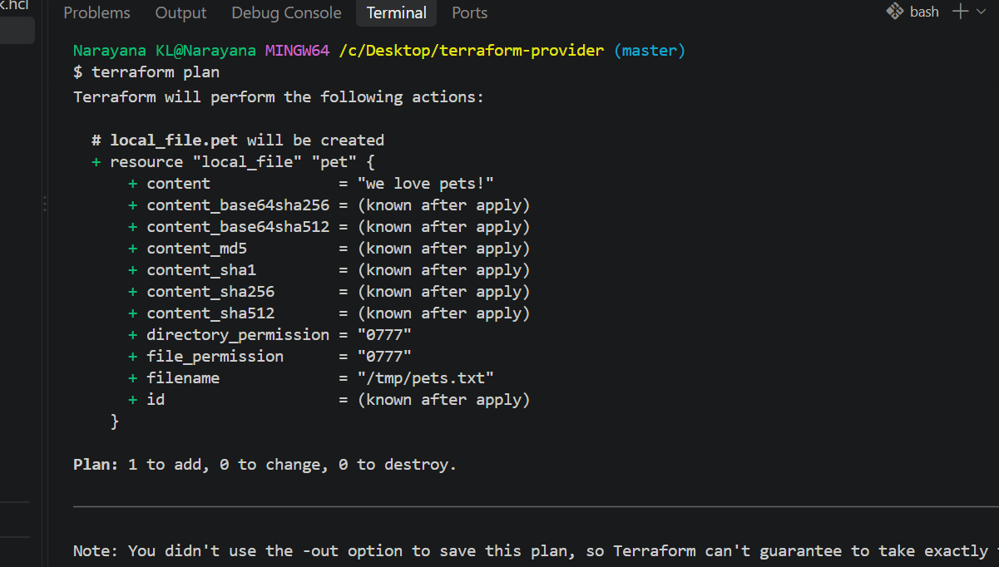 k.hcl
Problems Output Debug Console Terminal Ports bash
Narayana KL@Narayana MINGW64 /c/Desktop/terraform-provider (master)
$ terraform plan
Terraform will perform the following actions:
# local_file.pet will be created
+ resource "local_file" "pet" {
+ content = "we love pets!"
+ content_base64sha256 = (known after apply)
+ content_base64sha512 = (known after apply)
+ content_md5 = (known after apply)
+ content_sha1 = (known after apply)
+ content_sha256 = (known after apply)
+ content_sha512 = (known after apply)
+ directory_permission = "0777"
+ file_permission = "0777"
+ filename = "/tmp/pets.txt"
+ id = (known after apply)
}
Plan: 1 to add, 0 to change, 0 to destroy.
Note: You didn't use the -out option to save this plan, so Terraform can't guarantee to take exactly